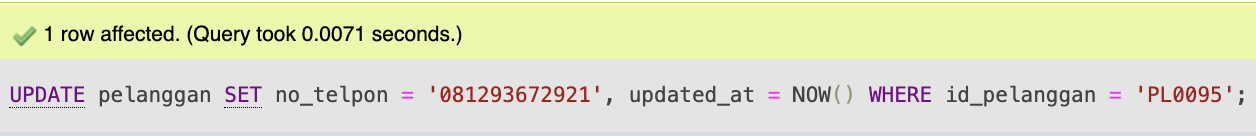 1 row affected. (Query took 0.0071 seconds.)
UPDATE pelanggan SET no_telpon = '081293672921', updated_at = NOW() WHERE id_pelanggan = 'PL0095';